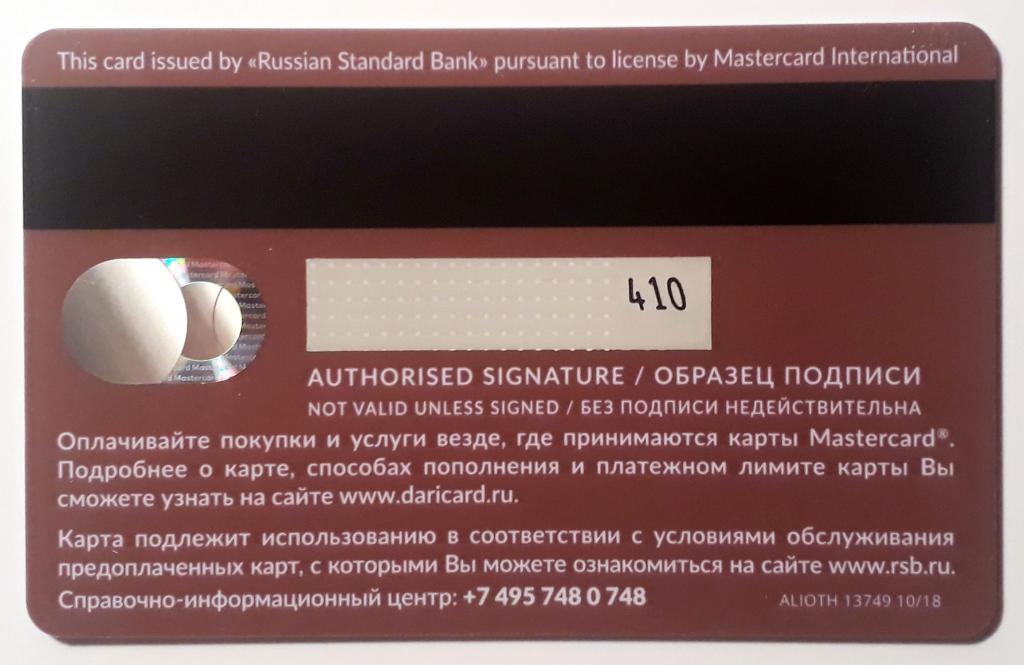 This card issued by «Russian Standard Bank» pursuant to license by Mastercard International
410
AUTHORISED SIGNATURE / ОБРАЗЕЦ ПОДПИСИ
NOT VALID UNLESS SIGNED / БЕЗ ПОДПИСИ НЕДЕЙСТВИТЕЛЬНА
Оплачивайте покупки и услуги везде, где принимаются карты Mastercard®.
Подробнее о карте, способах пополнения и платежном лимите карты Вы
сможете узнать на сайте www.daricard.ru.
Карта подлежит использованию в соответствии с условиями обслуживания
предоплаченных карт, с которыми Вы можете ознакомиться на сайте www.rsb.ru.
Справочно-информационный центр: +7 495 748 0 748
ALIOTH 13749 10/18